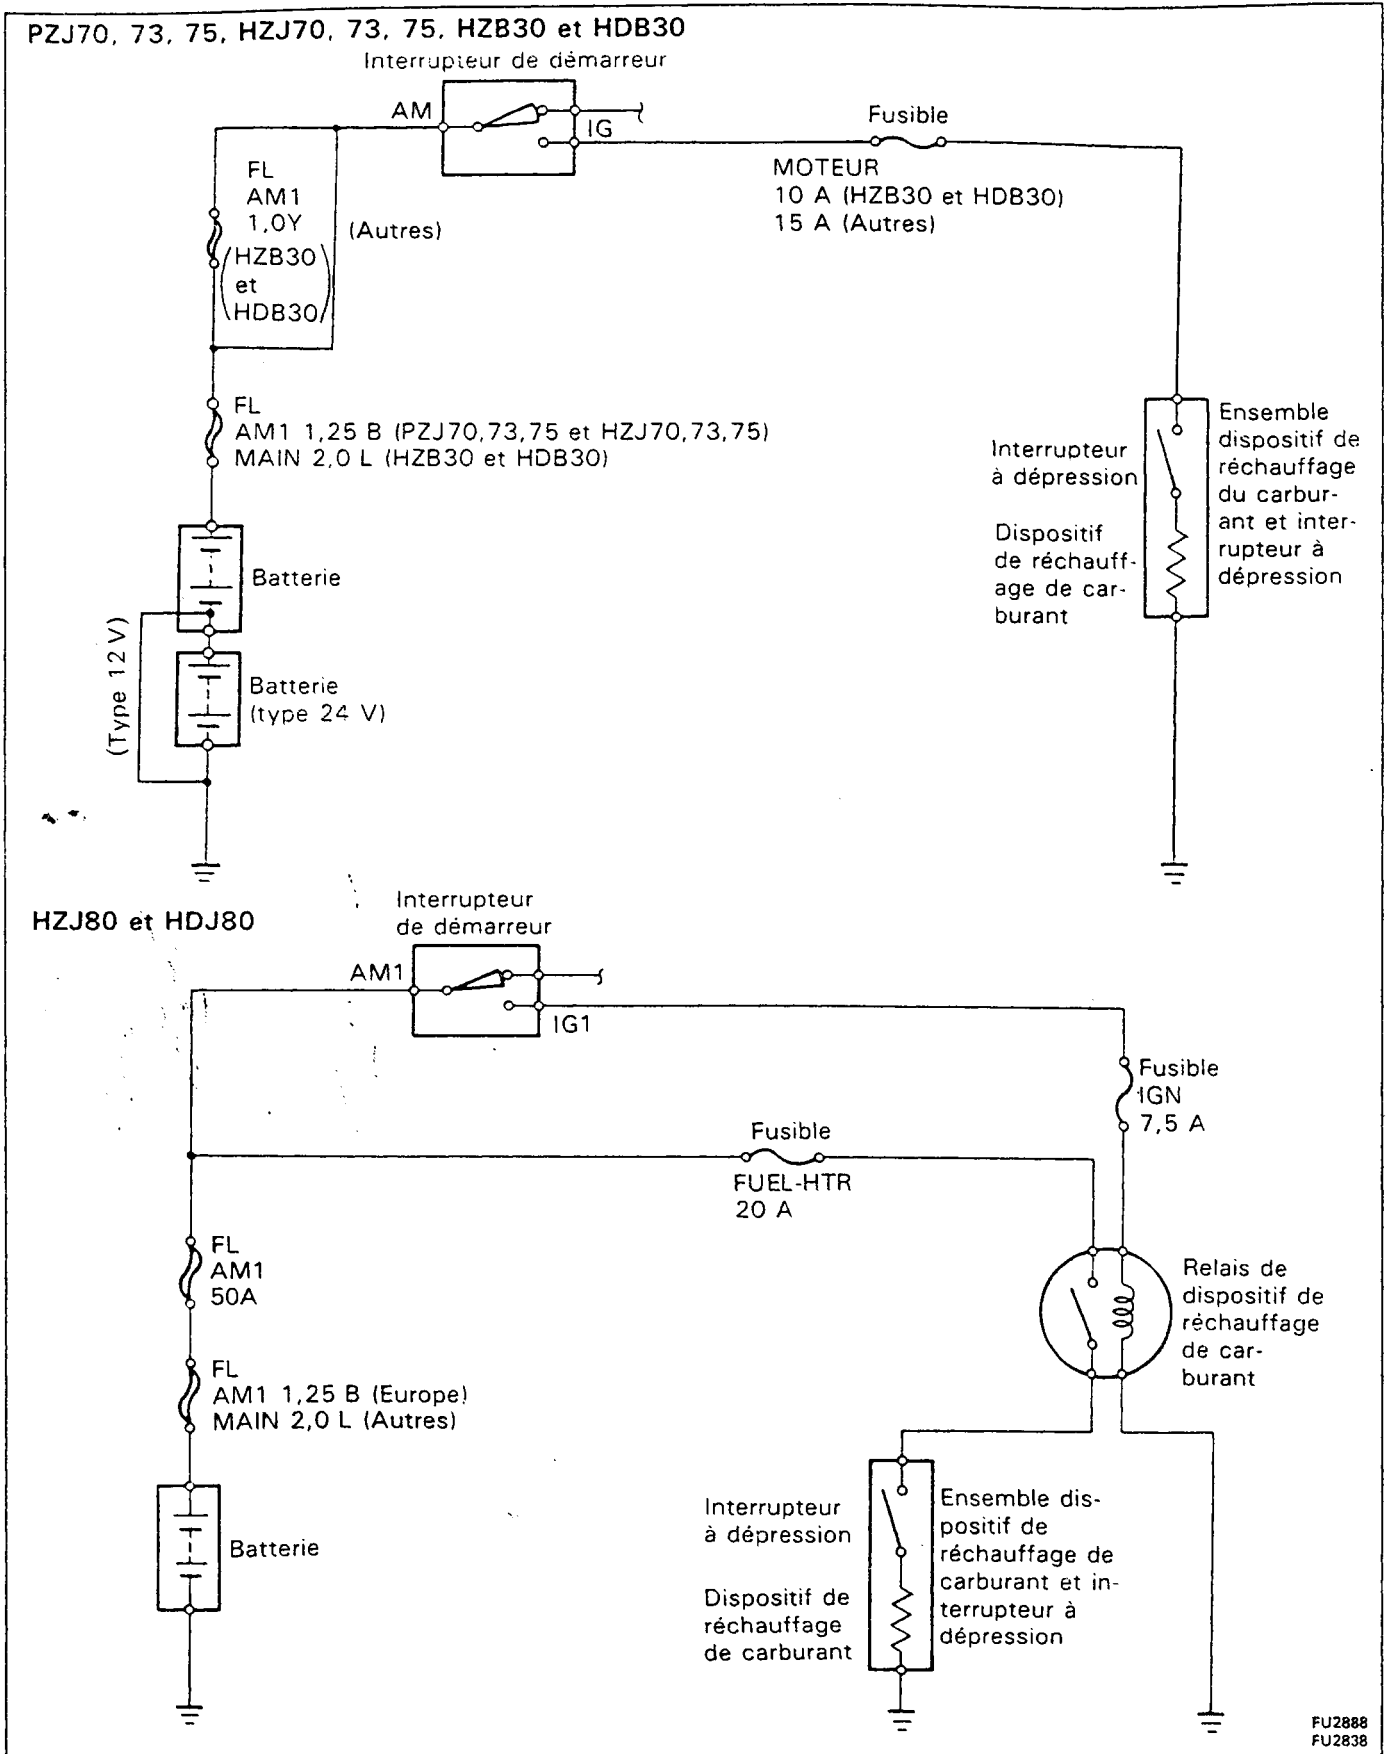 PZJ70, 73, 75, HZJ70, 73, 75, HZB30 et HDB30
Interrupteur de démarreur
AM
IG
Fusible
MOTEUR
10 A (HZB30 et HDB30)
15 A (Autres)
FL
AM1
1,0Y
(HZB30
et
HDB30)
(Autres)
FL
AM1 1,25 B (PZJ70,73,75 et HZJ70,73,75)
MAIN 2,0 L (HZB30 et HDB30)
Batterie
(Type 12 V)
Batterie
(type 24 V)
Interrupteur
à dépression
Dispositif
de réchauff-
age de car-
burant
Ensemble
dispositif de
réchauffage
du carbur-
ant et inter-
rupteur à
dépression
HZJ80 et HDJ80
Interrupteur
de démarreur
AM1
IG1
Fusible
IGN
7,5 A
Fusible
FUEL-HTR
20 A
FL
AM1
50A
FL
AM1 1,25 B (Europe)
MAIN 2,0 L (Autres)
Batterie
Relais de
dispositif de
réchauffage
de car-
burant
Interrupteur
à dépression
Dispositif de
réchauffage
de carburant
Ensemble dis-
positif de
réchauffage de
carburant et in-
terrupteur à
dépression
FU2888
FU2838